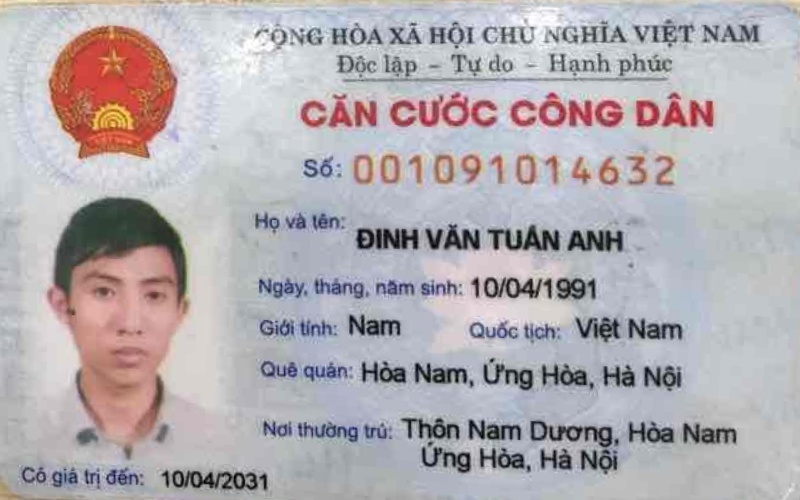 CỘNG HÒA XÃ HỘI CHỦ NGHĨA VIỆT NAM
Độc lập - Tự do - Hạnh phúc
CĂN CƯỚC CÔNG DÂN
Số: 001091014632
Họ và tên: ĐINH VĂN TUÂN ANH
Ngày, tháng, năm sinh: 10/04/1991
Giới tính: Nam Quốc tịch: Việt Nam
Quê quán: Hòa Nam, Ứng Hòa, Hà Nội
Nơi thường trú: Thôn Nam Dương, Hòa Nam
Ứng Hòa, Hà Nội
Có giá trị đến: 10/04/2031